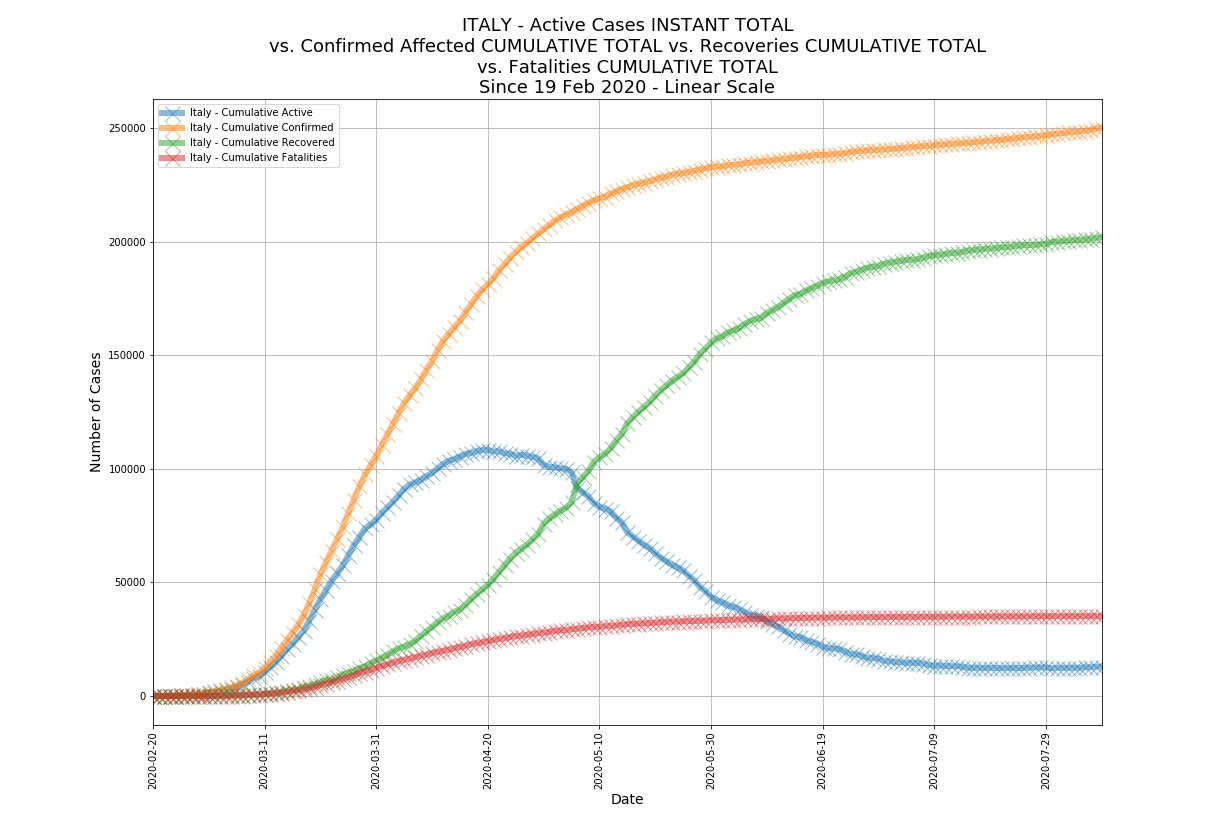 ITALY - Active Cases INSTANT TOTAL
vs. Confirmed Affected CUMULATIVE TOTAL vs. Recoveries CUMULATIVE TOTAL
vs. Fatalities CUMULATIVE TOTAL
Since 19 Feb 2020 - Linear Scale
Italy - Cumulative Active
Italy - Cumulative Confirmed
Italy - Cumulative Recovered
Italy - Cumulative Fatalities
Number of Cases
250000
200000
150000
100000
50000
0
2020-02-20
2020-03-11
2020-03-31
2020-04-20
2020-05-10
2020-05-30
2020-06-19
2020-07-09
2020-07-29
Date